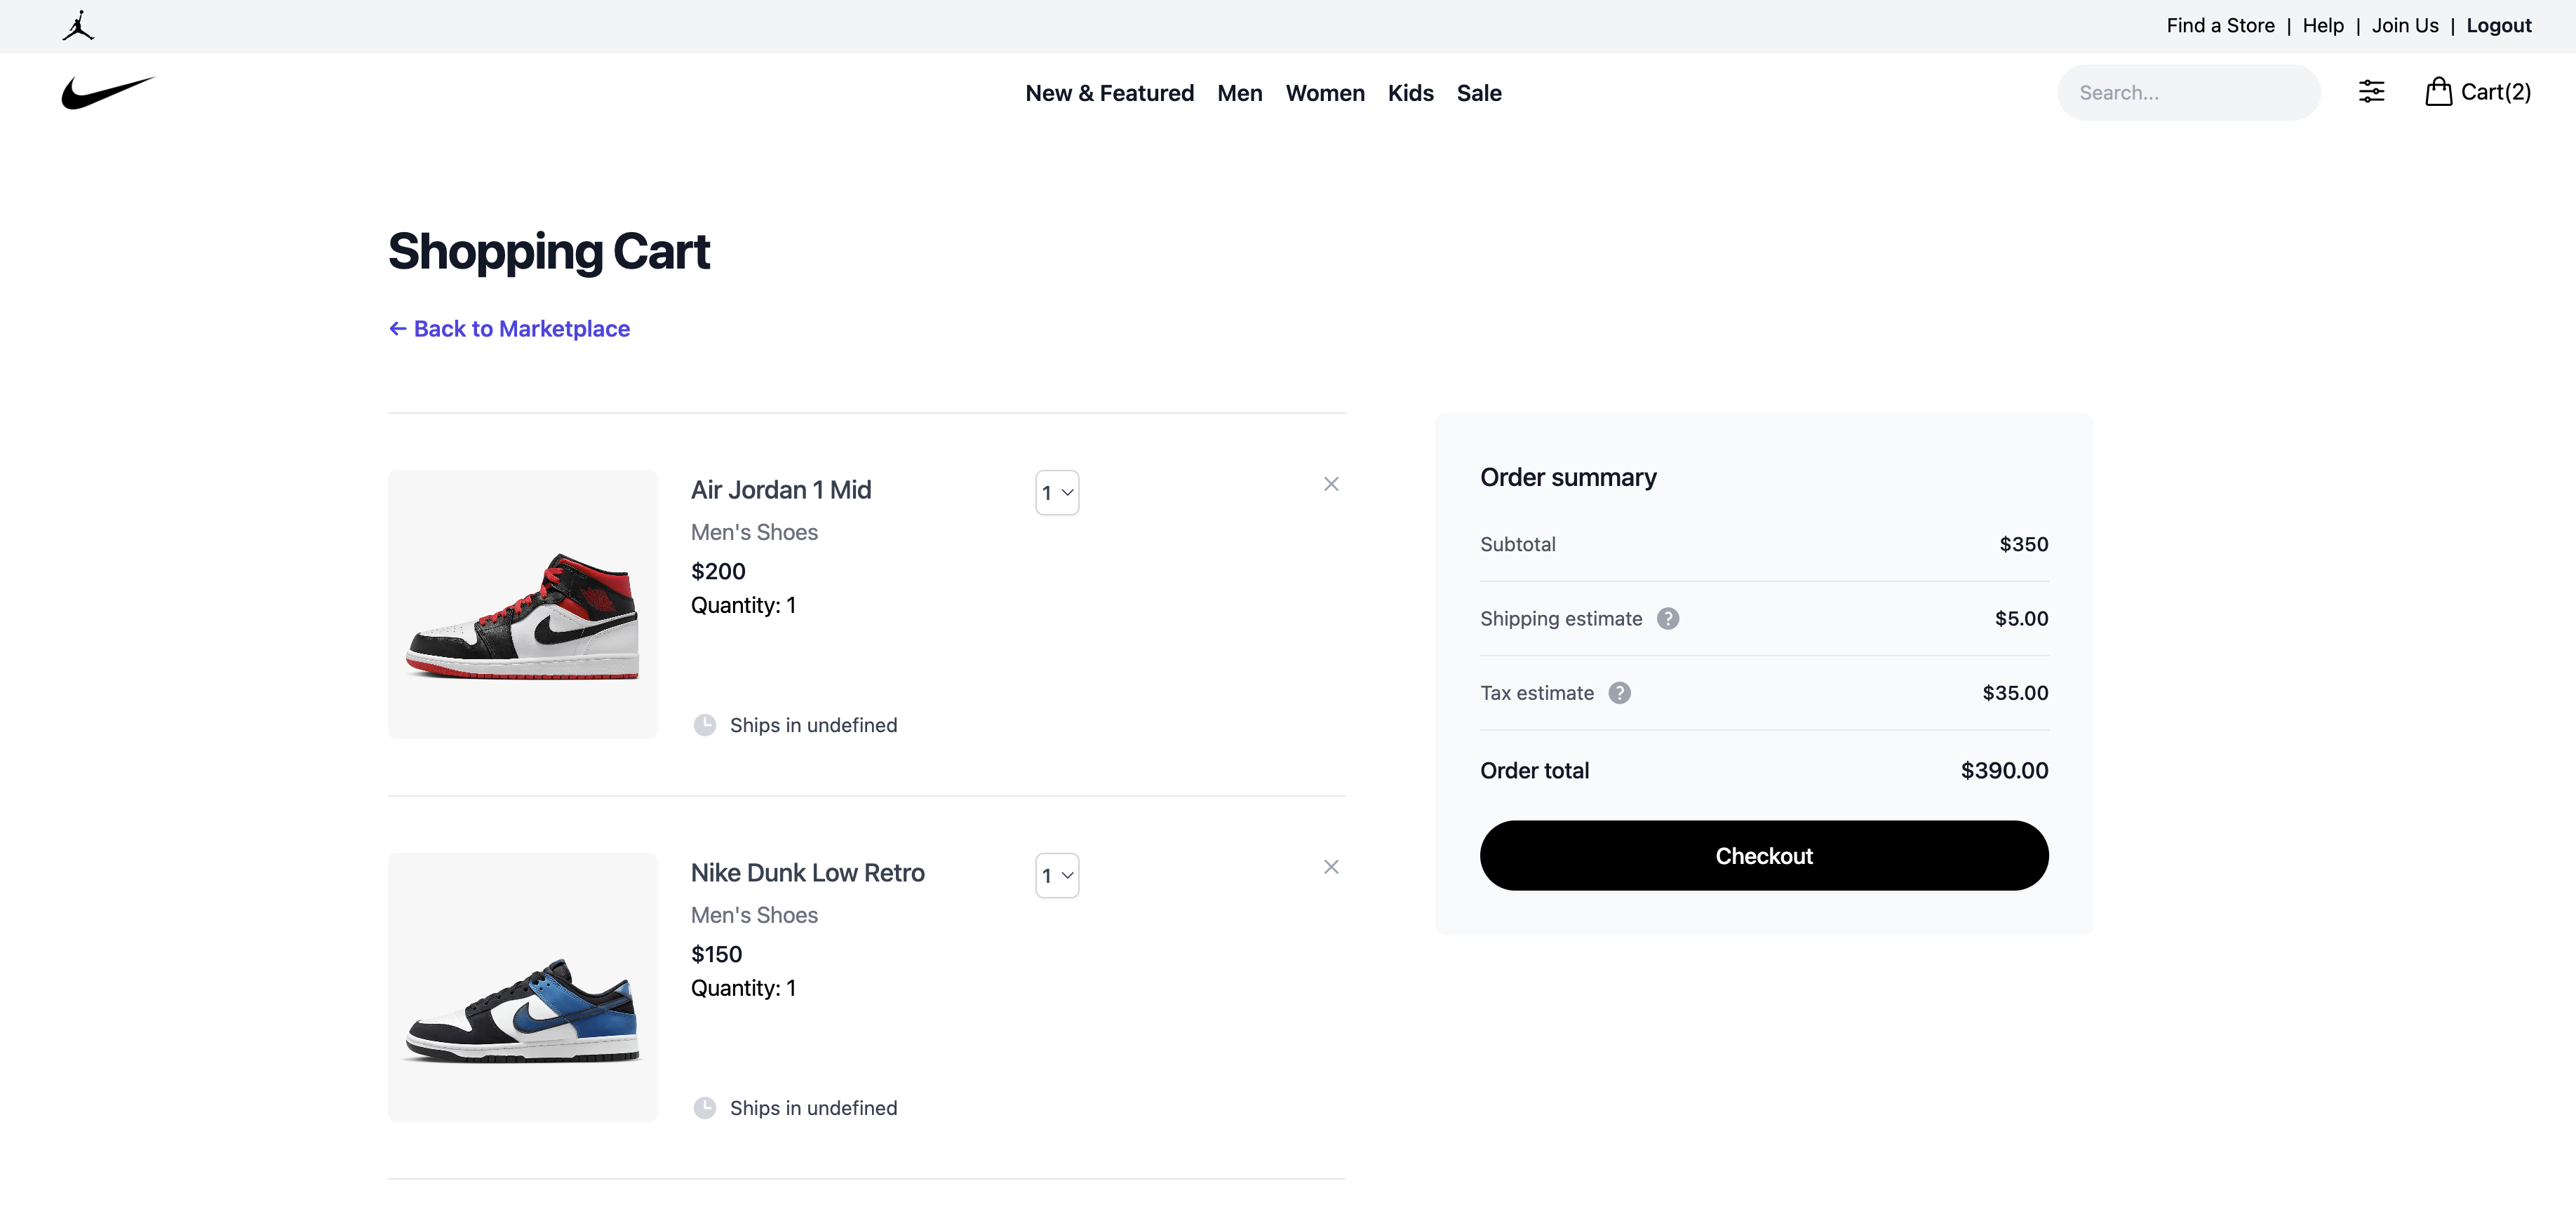 Find a Store | Help | Join Us | Logout
New & Featured Men Women Kids Sale
Search...
Cart(2)
Shopping Cart
← Back to Marketplace
Air Jordan 1 Mid
1
Men's Shoes
$200
Quantity: 1
Ships in undefined
Nike Dunk Low Retro
1
Men's Shoes
$150
Quantity: 1
Ships in undefined
Order summary
Subtotal $350
Shipping estimate ? $5.00
Tax estimate ? $35.00
Order total $390.00
Checkout